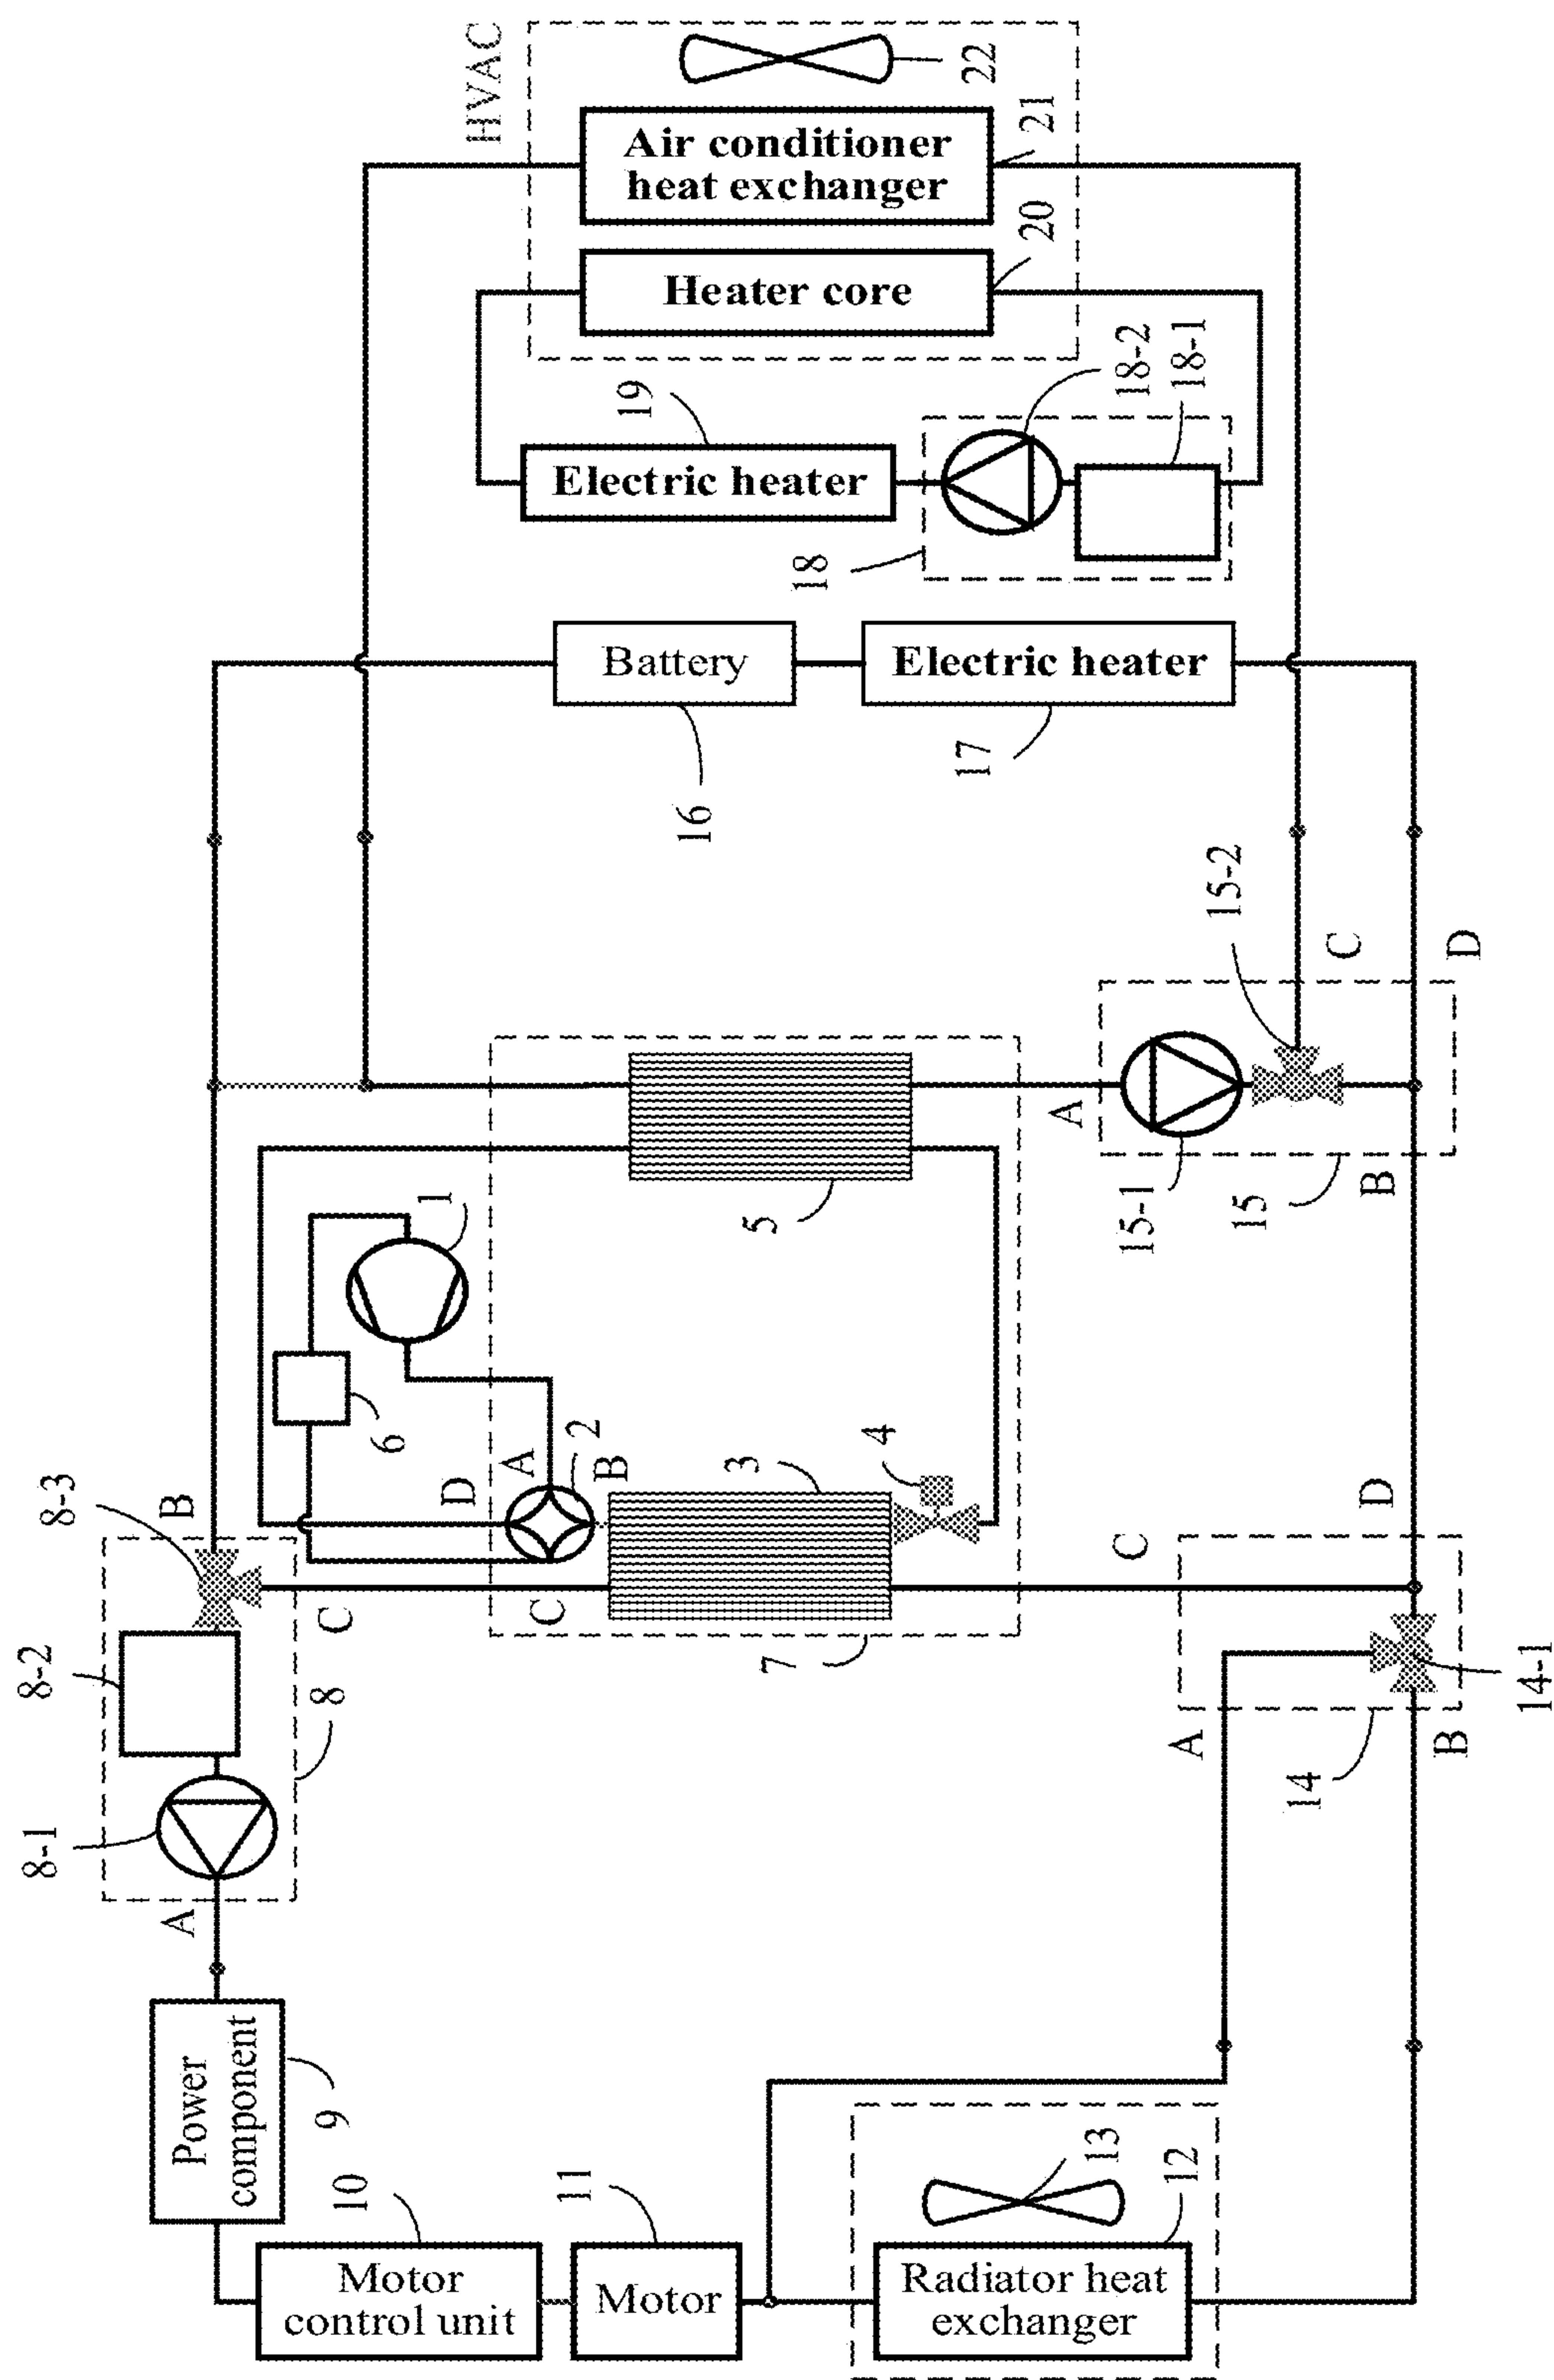 HVAC
22
Air conditioner
heat exchanger
21
20
Heater core
18-2
18-1
19
Electric heater
18
Battery
Electric heater
16
17
15-2
C
D
A
15-1
15
B
1
5
6
D
A
2
B
3
4
8-3
B
C
C
C
D
8-2
8
7
14-1
A
14
B
8-1
A
Power
component
9
10
11
13
12
Motor
control unit
Motor
Radiator heat
exchanger